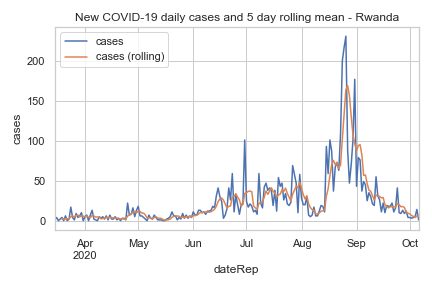 New COVID-19 daily cases and 5 day rolling mean - Rwanda
cases
cases (rolling)
200
150
100
50
0
cases
Apr May Jun Jul Aug Sep Oct
2020
dateRep